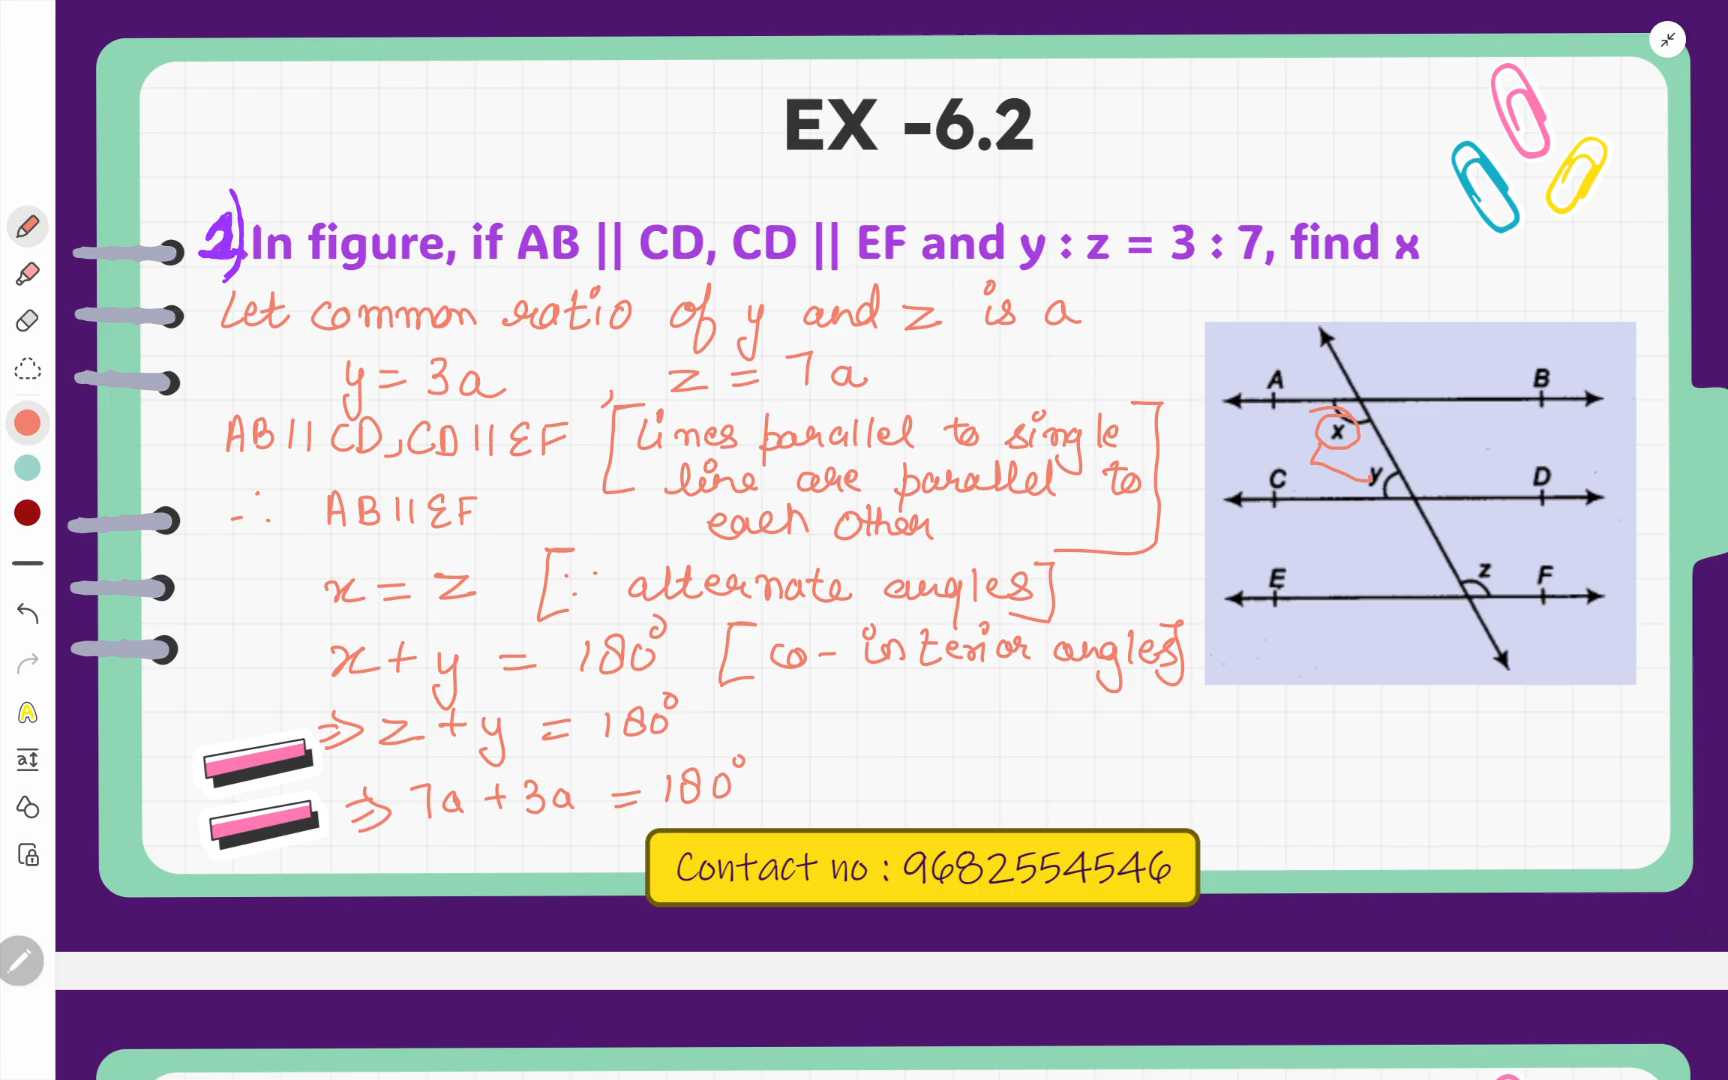 EX -6.2
1) In figure, if AB || CD, CD || EF and y : z = 3 : 7, find x
Let common ratio of y and z is a
y = 3a , z = 7a
AB || CD, CD || EF [Lines parallel to single
line are parallel to
each other]
∴ AB || EF
x = z [∵ alternate angles]
x + y = 180° [co-interior angles]
⇒ z + y = 180°
⇒ 7a + 3a = 180°
A B
x
C y D
E z F
Contact no : 9682554546